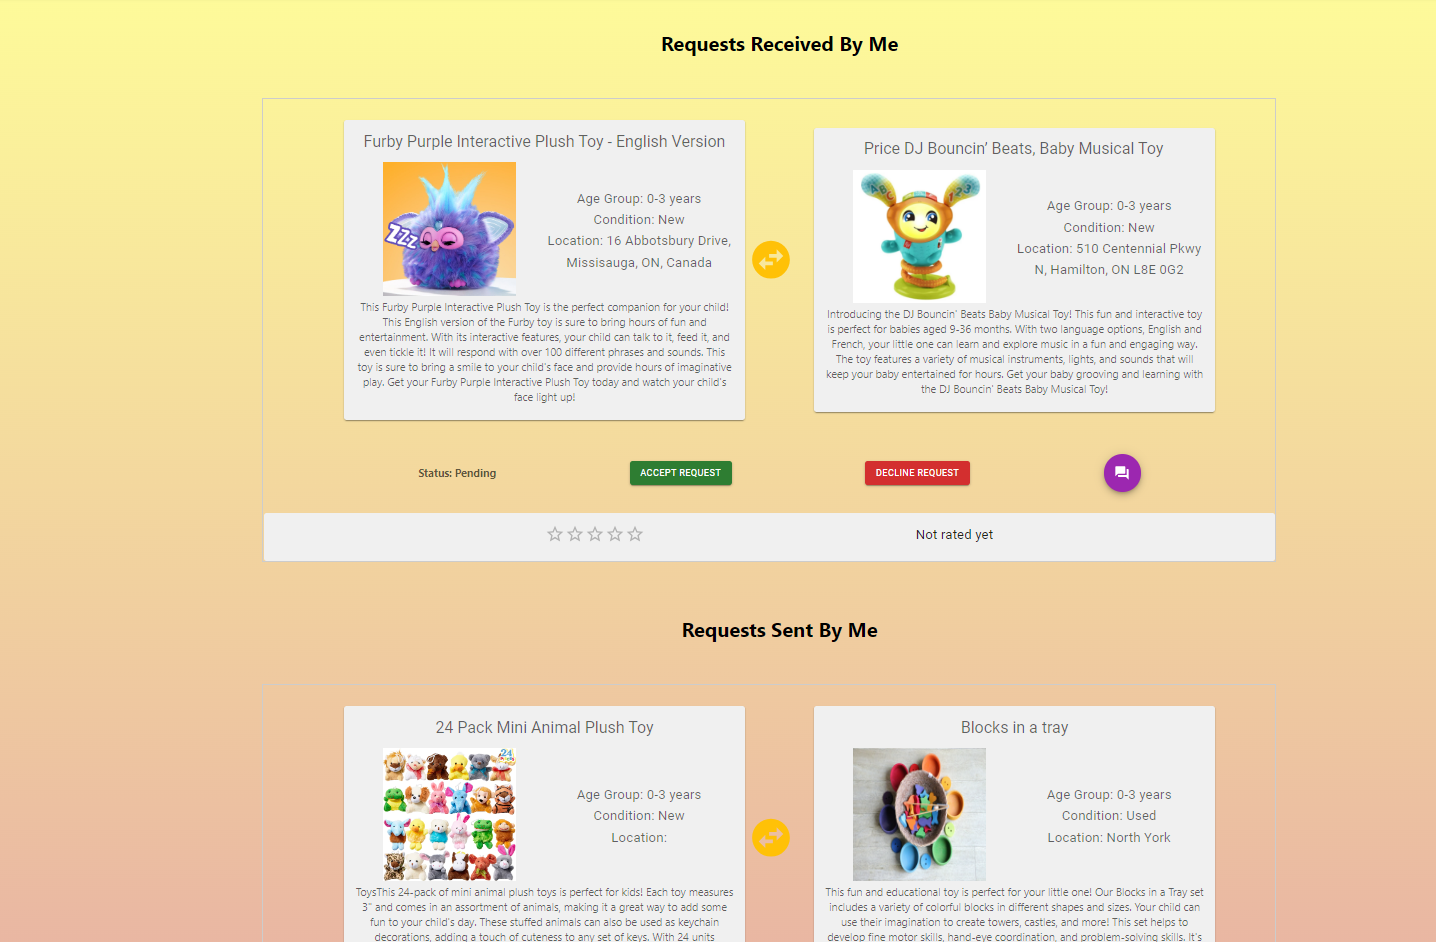 Requests Received By Me
Furby Purple Interactive Plush Toy - English Version
ZZZ
Age Group: 0-3 years
Condition: New
Location: 16 Abbotsbury Drive,
Missisauga, ON, Canada
This Furby Purple Interactive Plush Toy is the perfect companion for your child!
This English version of the Furby toy is sure to bring hours of fun and
entertainment. With its interactive features, your child can talk to it, feed it, and
even tickle it! It will respond with over 100 different phrases and sounds. This
toy is sure to bring a smile to your child's face and provide hours of imaginative
play. Get your Furby Purple Interactive Plush Toy today and watch your child's
face light up!
Price DJ Bouncin’ Beats, Baby Musical Toy
ABC
123
Age Group: 0-3 years
Condition: New
Location: 510 Centennial Pkwy
N, Hamilton, ON L8E 0G2
Introducing the DJ Bouncin' Beats Baby Musical Toy! This fun and interactive toy
is perfect for babies aged 9-36 months. With two language options, English and
French, your little one can learn and explore music in a fun and engaging way.
The toy features a variety of musical instruments, lights, and sounds that will
keep your baby entertained for hours. Get your baby grooving and learning with
the DJ Bouncin' Beats Baby Musical Toy!
Status: Pending
ACCEPT REQUEST
DECLINE REQUEST
Not rated yet
Requests Sent By Me
24 Pack Mini Animal Plush Toy
24
Age Group: 0-3 years
Condition: New
Location:
ToysThis 24-pack of mini animal plush toys is perfect for kids! Each toy measures
3" and comes in an assortment of animals, making it a great way to add some
fun to your child's day. These stuffed animals can also be used as keychain
decorations, adding a touch of cuteness to any set of keys. With 24 units
Blocks in a tray
Age Group: 0-3 years
Condition: Used
Location: North York
This fun and educational toy is perfect for your little one! Our Blocks in a Tray set
includes a variety of colorful blocks in different shapes and sizes. Your child can
use their imagination to create towers, castles, and more! This set helps to
develop fine motor skills, hand-eye coordination, and problem-solving skills. It's